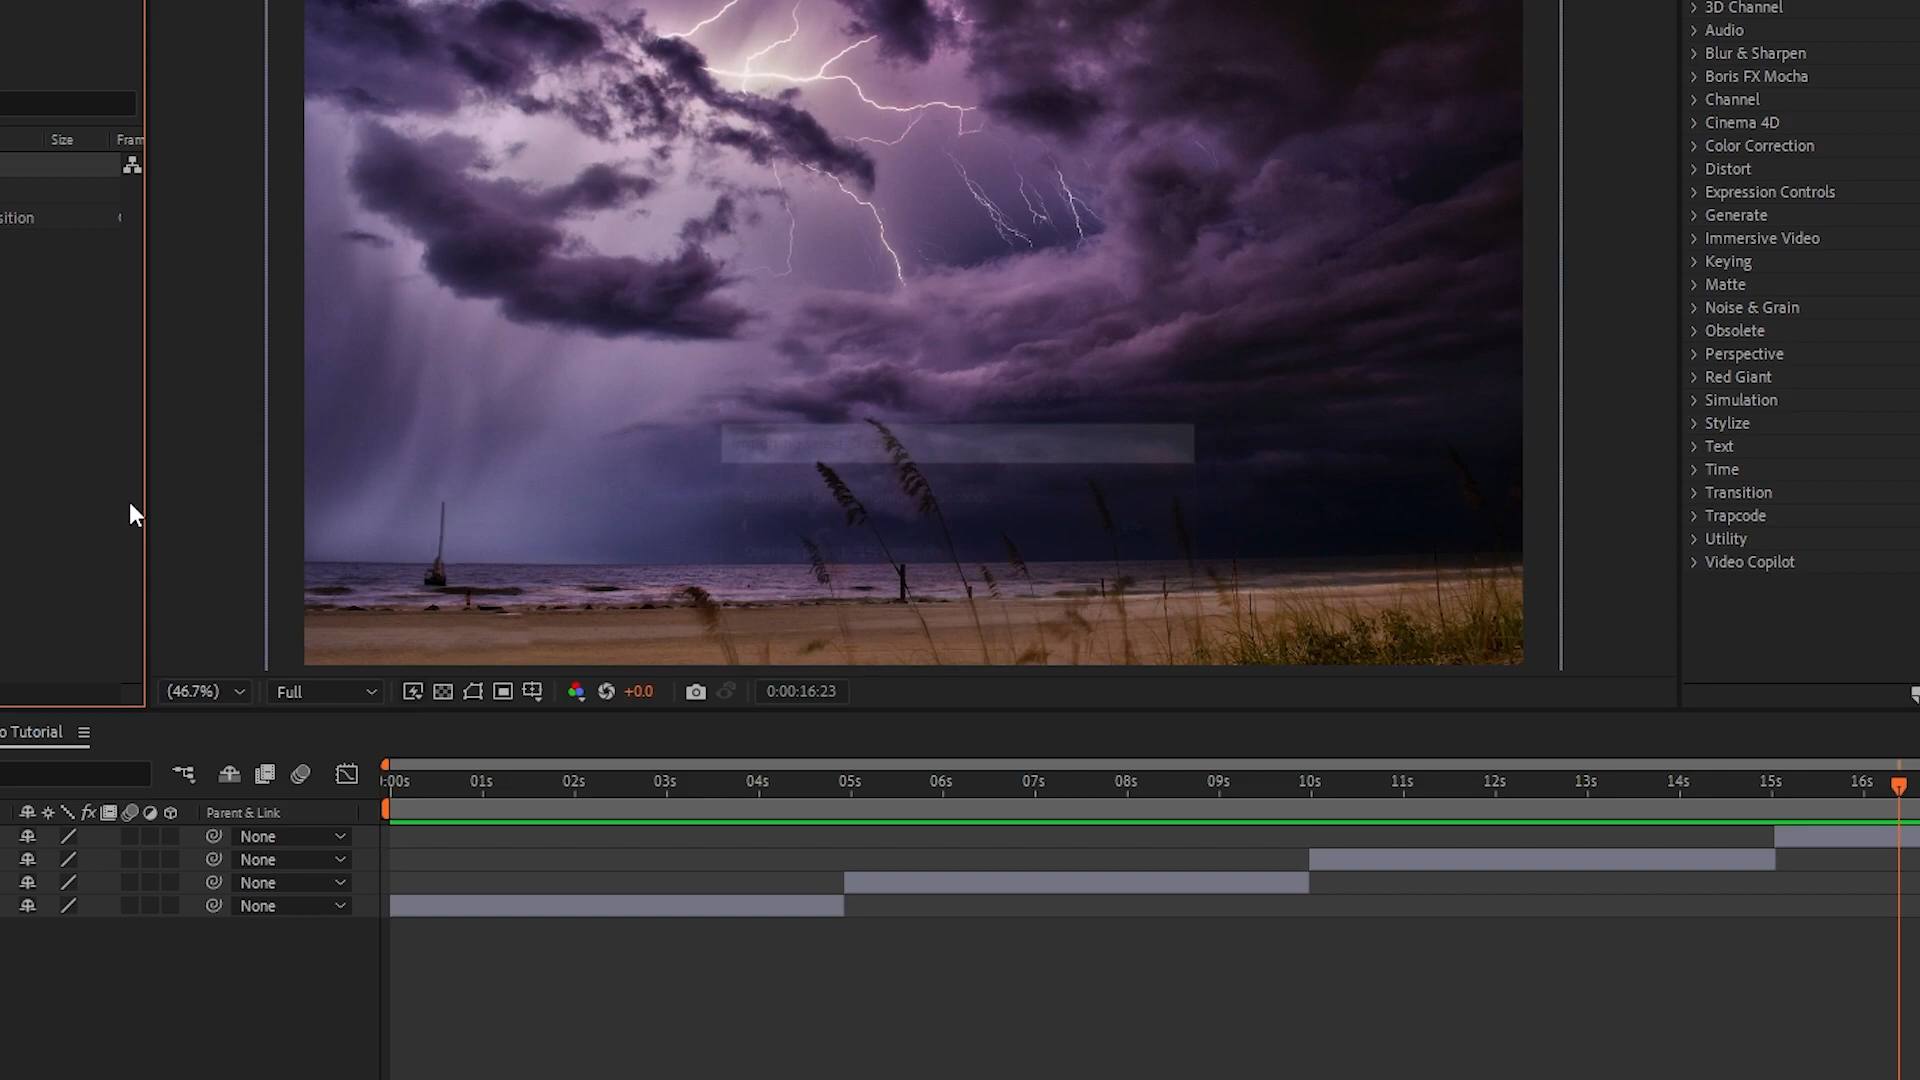 3D Channel
Audio
Blur & Sharpen
Boris FX Mocha
Channel
Cinema 4D
Color Correction
Distort
Expression Controls
Generate
Immersive Video
Keying
Matte
Noise & Grain
Obsolete
Perspective
Red Giant
Simulation
Stylize
Text
Time
Transition
Trapcode
Utility
Video Copilot
Size Fram
sition
(46.7%) Full +0.0 0:00:16:23
o Tutorial
:00s 01s 02s 03s 04s 05s 06s 07s 08s 09s 10s 11s 12s 13s 14s 15s 16s
fx Parent & Link
None
None
None
None